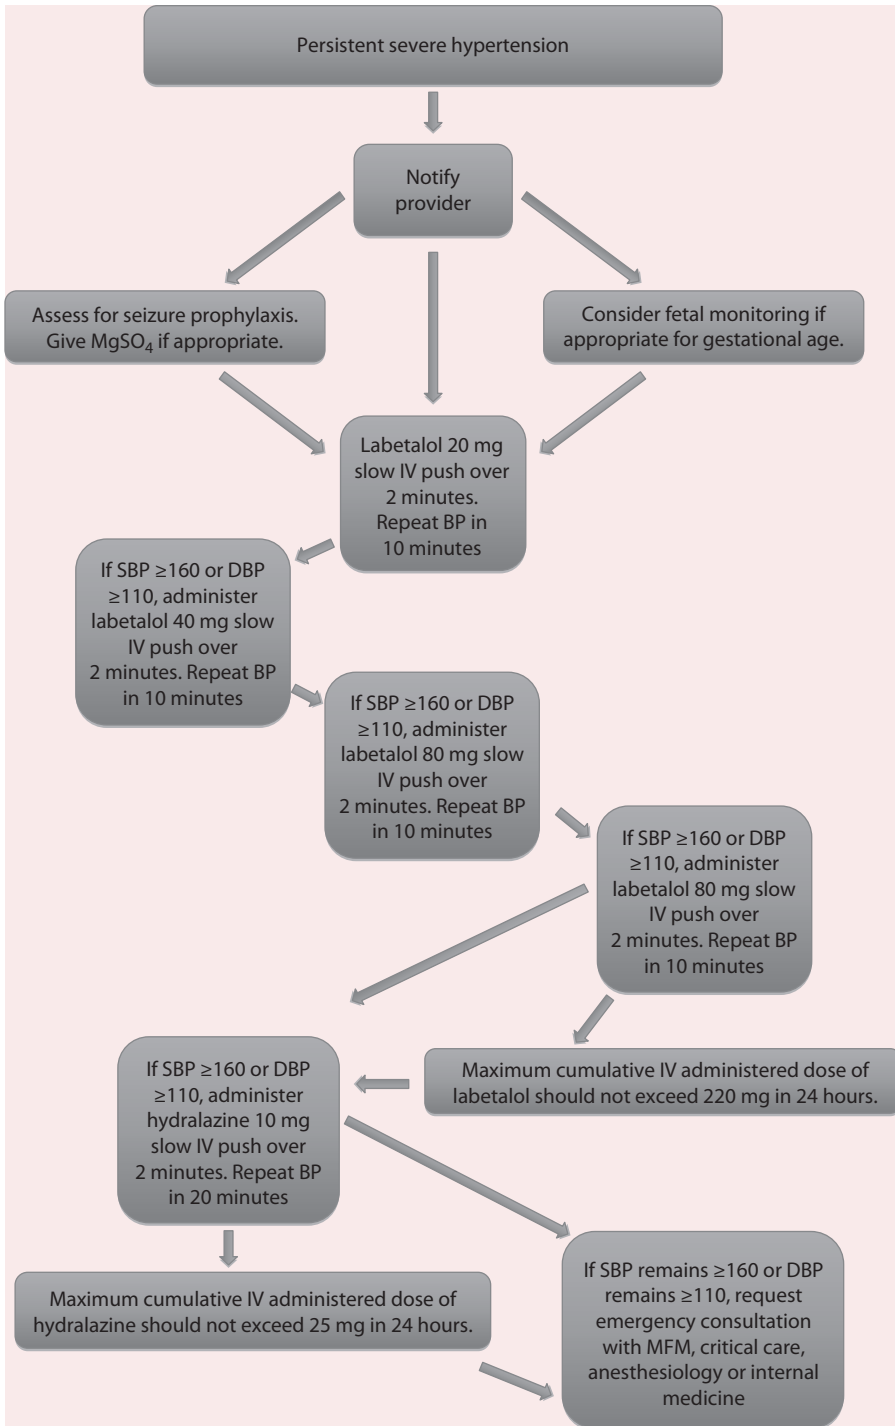 Persistent severe hypertension
Notify
provider
Assess for seizure prophylaxis.
Give MgSO₄ if appropriate.
Consider fetal monitoring if
appropriate for gestational age.
Labetalol 20 mg
slow IV push over
2 minutes.
Repeat BP in
10 minutes
If SBP ≥160 or DBP
≥110, administer
labetalol 40 mg slow
IV push over
2 minutes. Repeat BP
in 10 minutes
If SBP ≥160 or DBP
≥110, administer
labetalol 80 mg slow
IV push over
2 minutes. Repeat BP
in 10 minutes
If SBP ≥160 or DBP
≥110, administer
labetalol 80 mg slow
IV push over
2 minutes. Repeat BP
in 10 minutes
Maximum cumulative IV administered dose of
labetalol should not exceed 220 mg in 24 hours.
If SBP ≥160 or DBP
≥110, administer
hydralazine 10 mg
slow IV push over
2 minutes. Repeat BP
in 20 minutes
Maximum cumulative IV administered dose of
hydralazine should not exceed 25 mg in 24 hours.
If SBP remains ≥160 or DBP
remains ≥110, request
emergency consultation
with MFM, critical care,
anesthesiology or internal
medicine